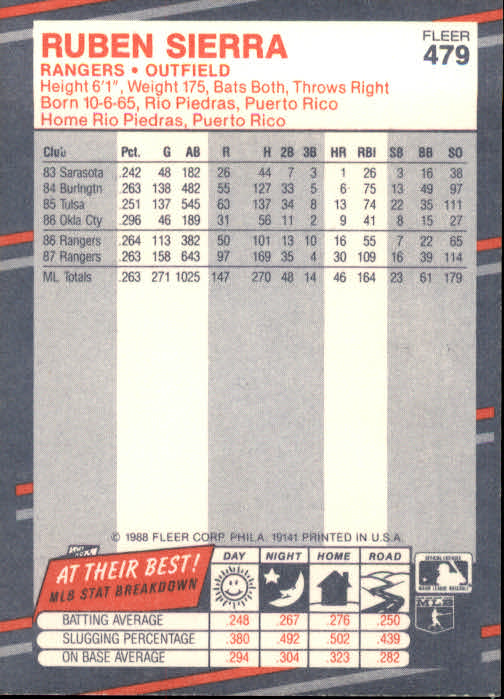 RUBEN SIERRA
FLEER
479
RANGERS • OUTFIELD
Height 6'1", Weight 175, Bats Both, Throws Right
Born 10-6-65, Rio Piedras, Puerto Rico
Home Rio Piedras, Puerto Rico
Club Pct. G AB R H 2B 3B HR RBI SB BB SO
83 Sarasota .242 48 182 26 44 7 3 1 26 3 16 38
84 Burlngtn .263 138 482 55 127 33 5 6 75 13 49 97
85 Tulsa .251 137 545 63 137 34 8 13 74 22 35 111
86 Okla Cty .296 46 189 31 56 11 2 9 41 8 15 27
86 Rangers .264 113 382 50 101 13 10 16 55 7 22 65
87 Rangers .263 158 643 97 169 35 4 30 109 16 39 114
ML Totals .263 271 1025 147 270 48 14 46 164 23 61 179
© 1988 FLEER CORP. PHILA. 19141 PRINTED IN U.S.A.
AT THEIR BEST!
MLB STAT BREAKDOWN
DAY NIGHT HOME ROAD
BATTING AVERAGE .248 .267 .276 .250
SLUGGING PERCENTAGE .380 .492 .502 .439
ON BASE AVERAGE .294 .304 .323 .282
OFFICIAL LICENSEE
MAJOR LEAGUE BASEBALL